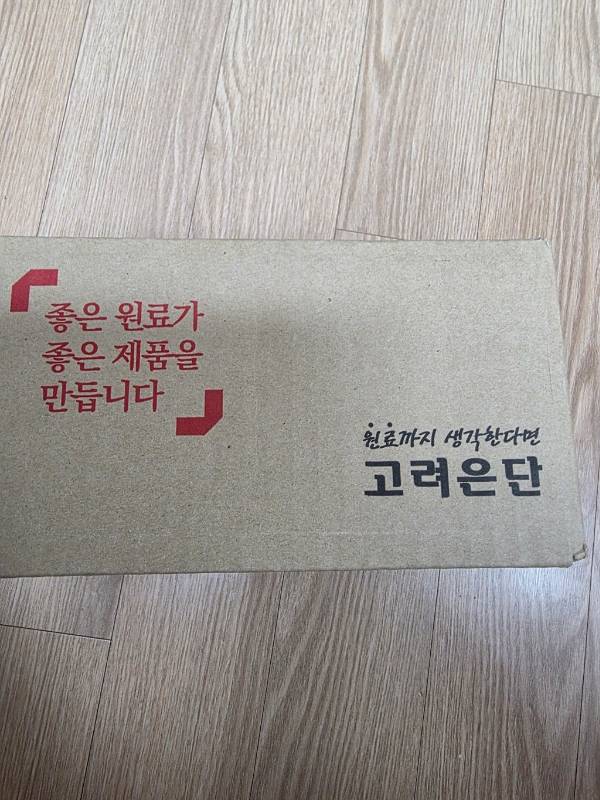 좋은 원료가
좋은 제품을
만듭니다
원료까지 생각한다면
고려은단